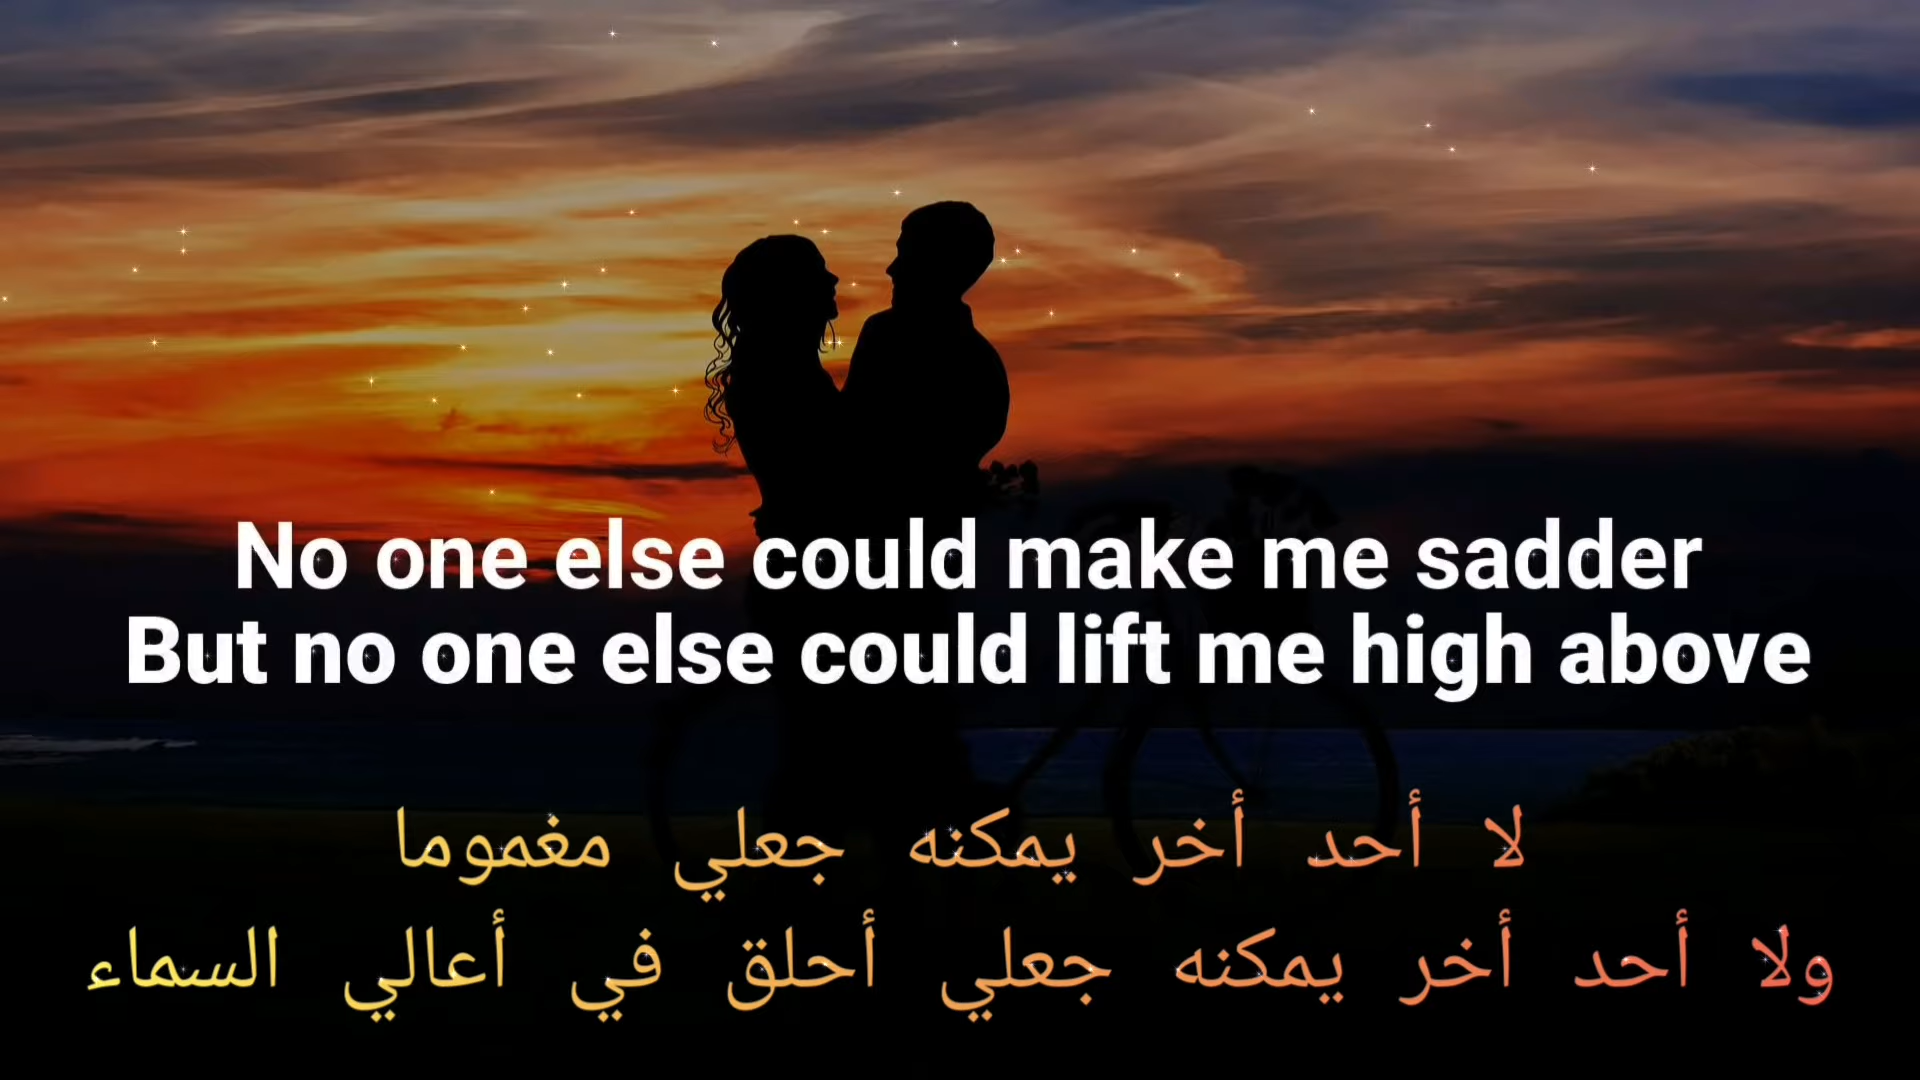 No one else could make me sadder
But no one else could lift me high above
لا أحد أخر يمكنه جعلي مغموما
ولا أحد أخر يمكنه جعلي أحلق في أعالي السماء